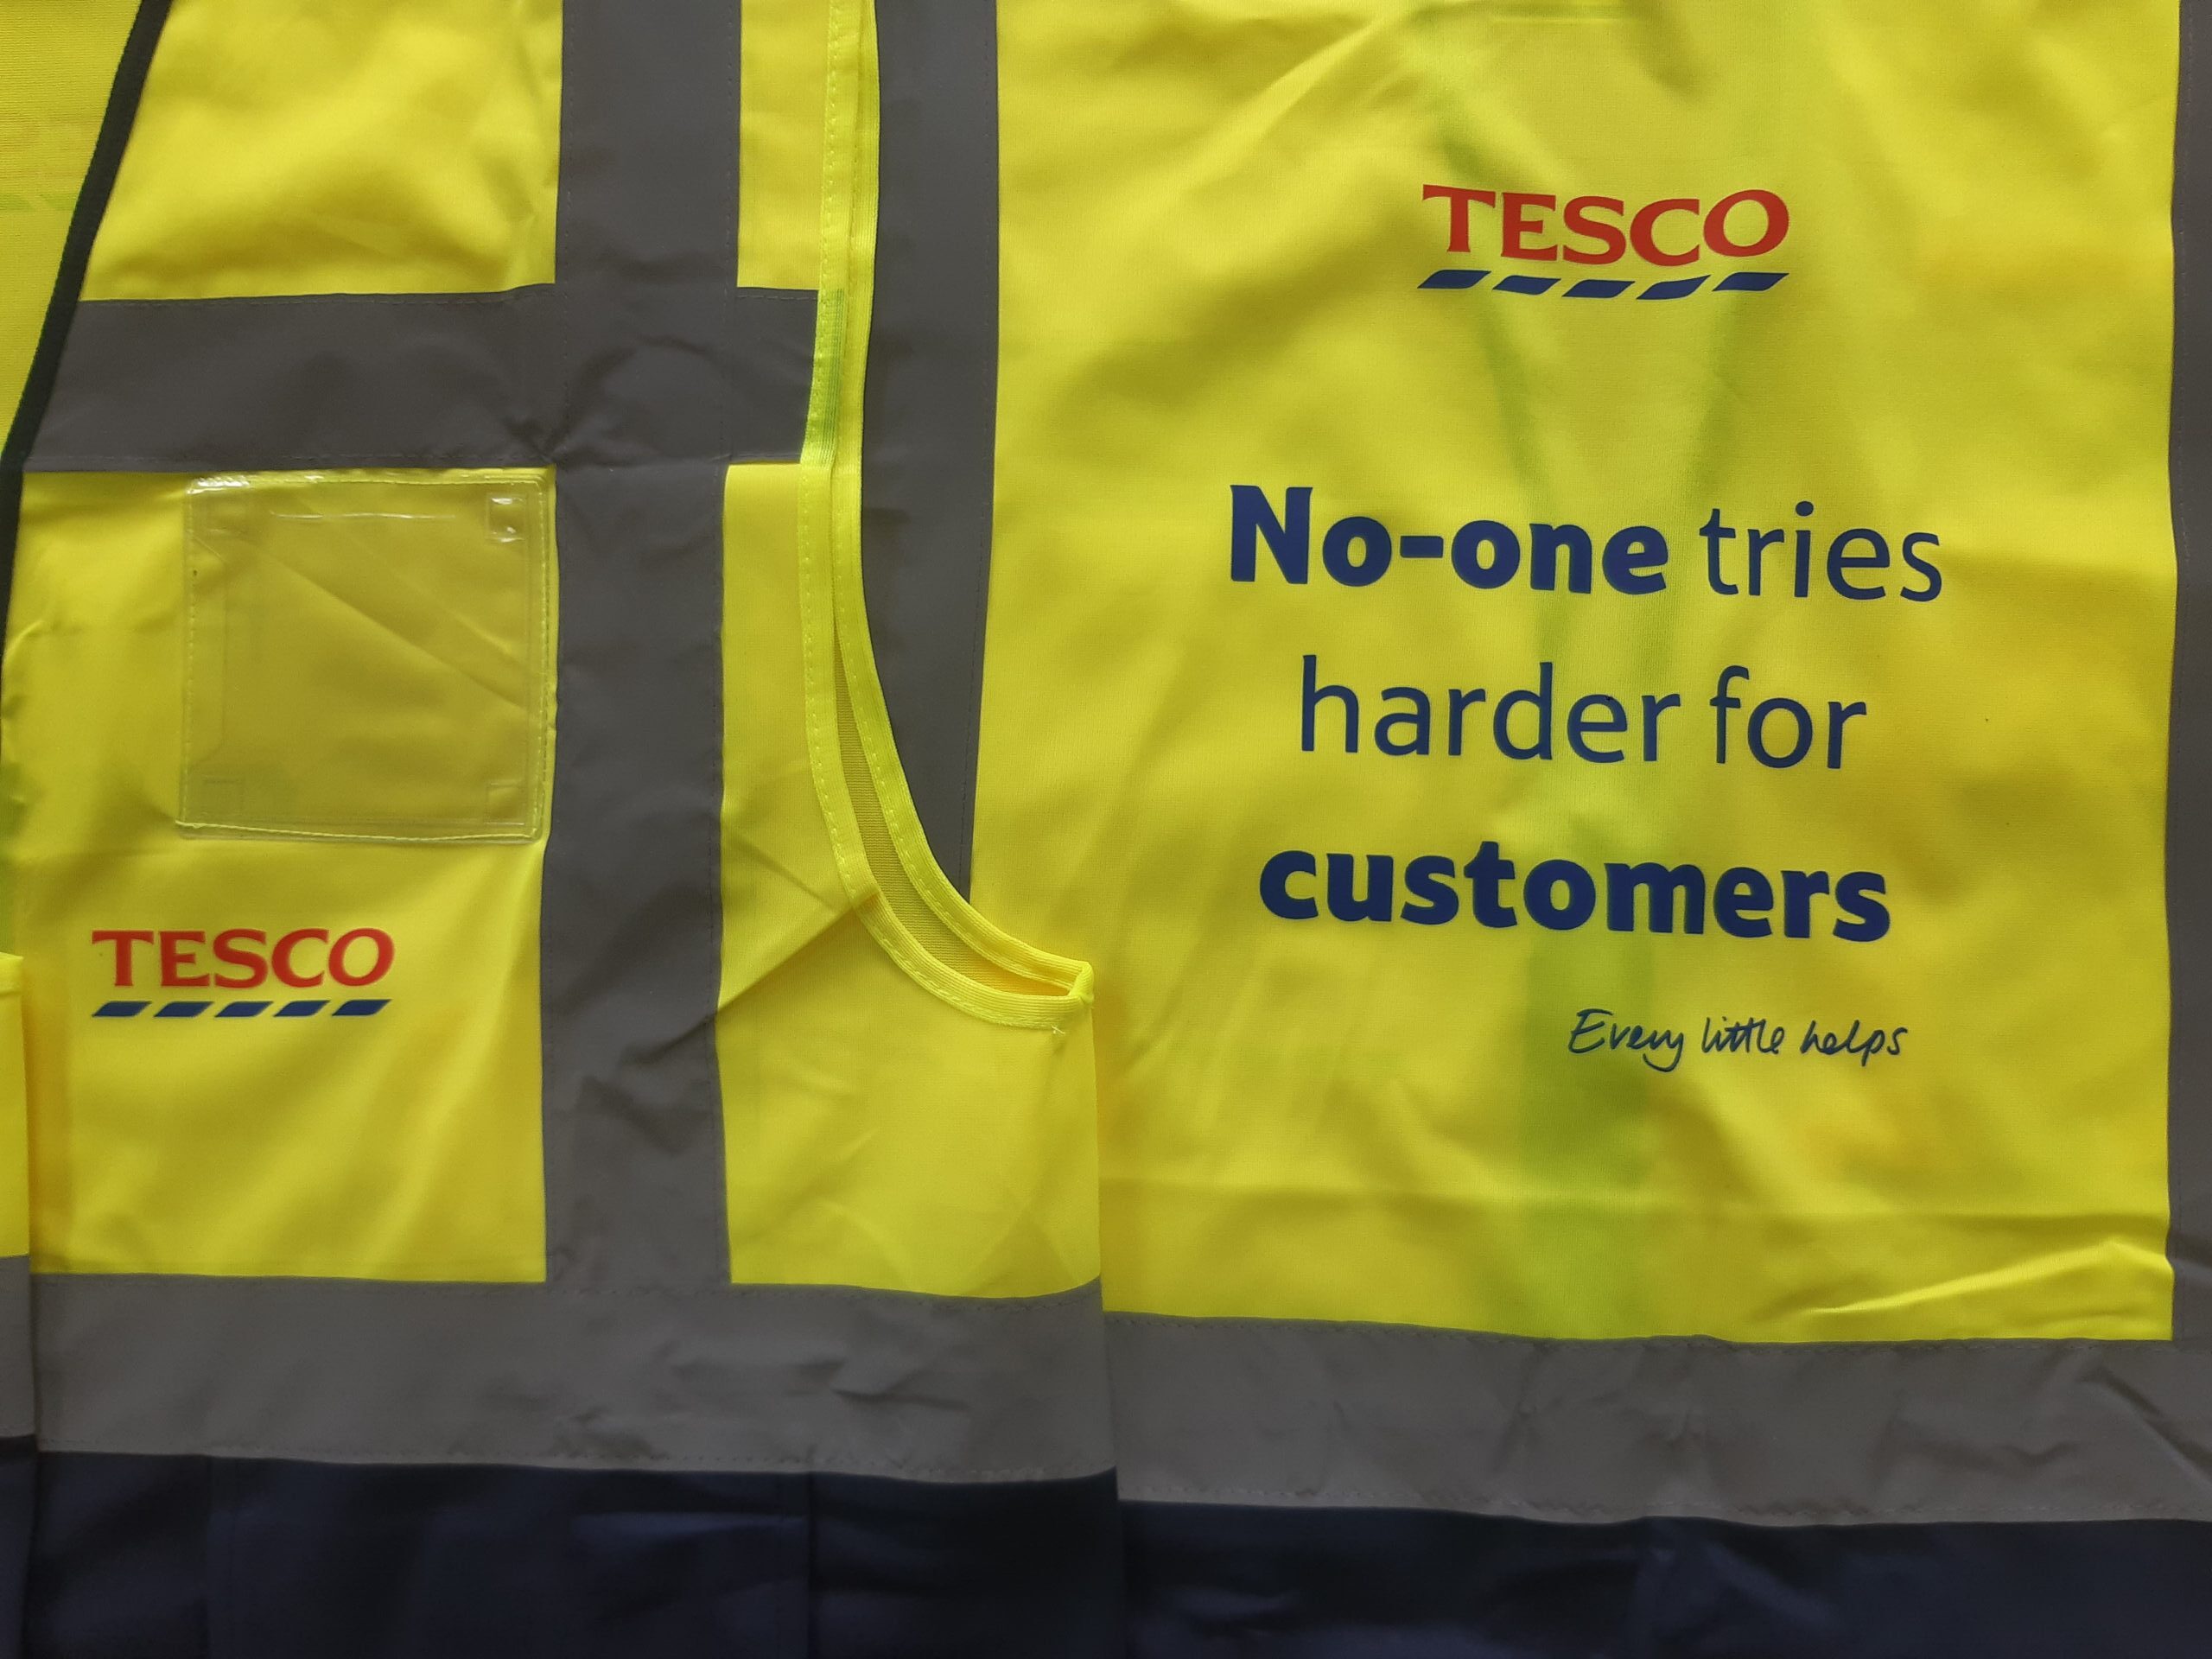 TESCO
TESCO
No-one tries
harder for
customers
Every little helps